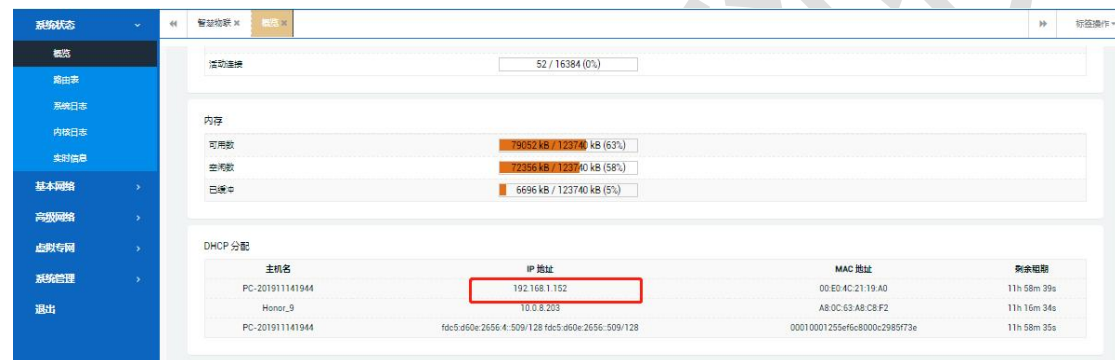 系统状态
智慧物联 ×
概览 ×
标签操作
概览
路由表
系统日志
内核日志
实时信息
基本网络
高级网络
虚拟专网
系统管理
退出
活动连接 52 / 16384 (0%)
内存
可用数 79052 kB / 123740 kB (63%)
空闲数 72356 kB / 123740 kB (58%)
已缓冲 6696 kB / 123740 kB (5%)
DHCP 分配
主机名 IP 地址 MAC 地址 剩余租期
PC-201911141944 192.168.1.152 00:E0:4C:21:19:A0 11h 58m 39s
Honor_9 10.0.8.203 A8:0C:63:A8:C8:F2 11h 16m 34s
PC-201911141944 fdc5:d60e:2656:4::509/128 fdc5:d60e:2656::509/128 00010001255ef6c8000c2985f73e 11h 58m 35s